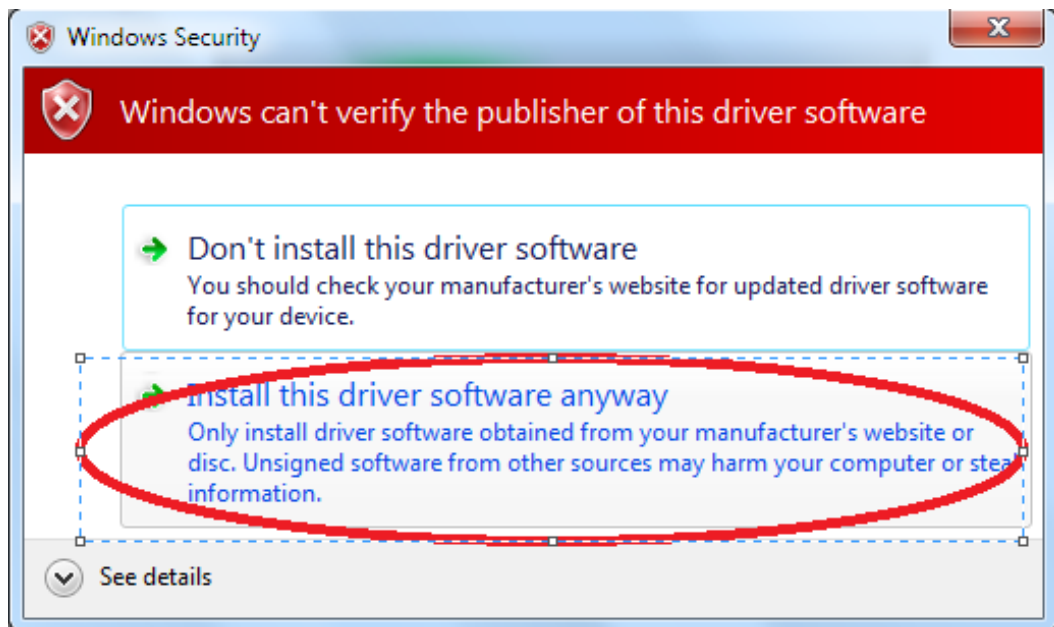 Windows Security
Windows can't verify the publisher of this driver software
Don't install this driver software
You should check your manufacturer's website for updated driver software
for your device.
Install this driver software anyway
Only install driver software obtained from your manufacturer's website or
disc. Unsigned software from other sources may harm your computer or steal
information.
See details